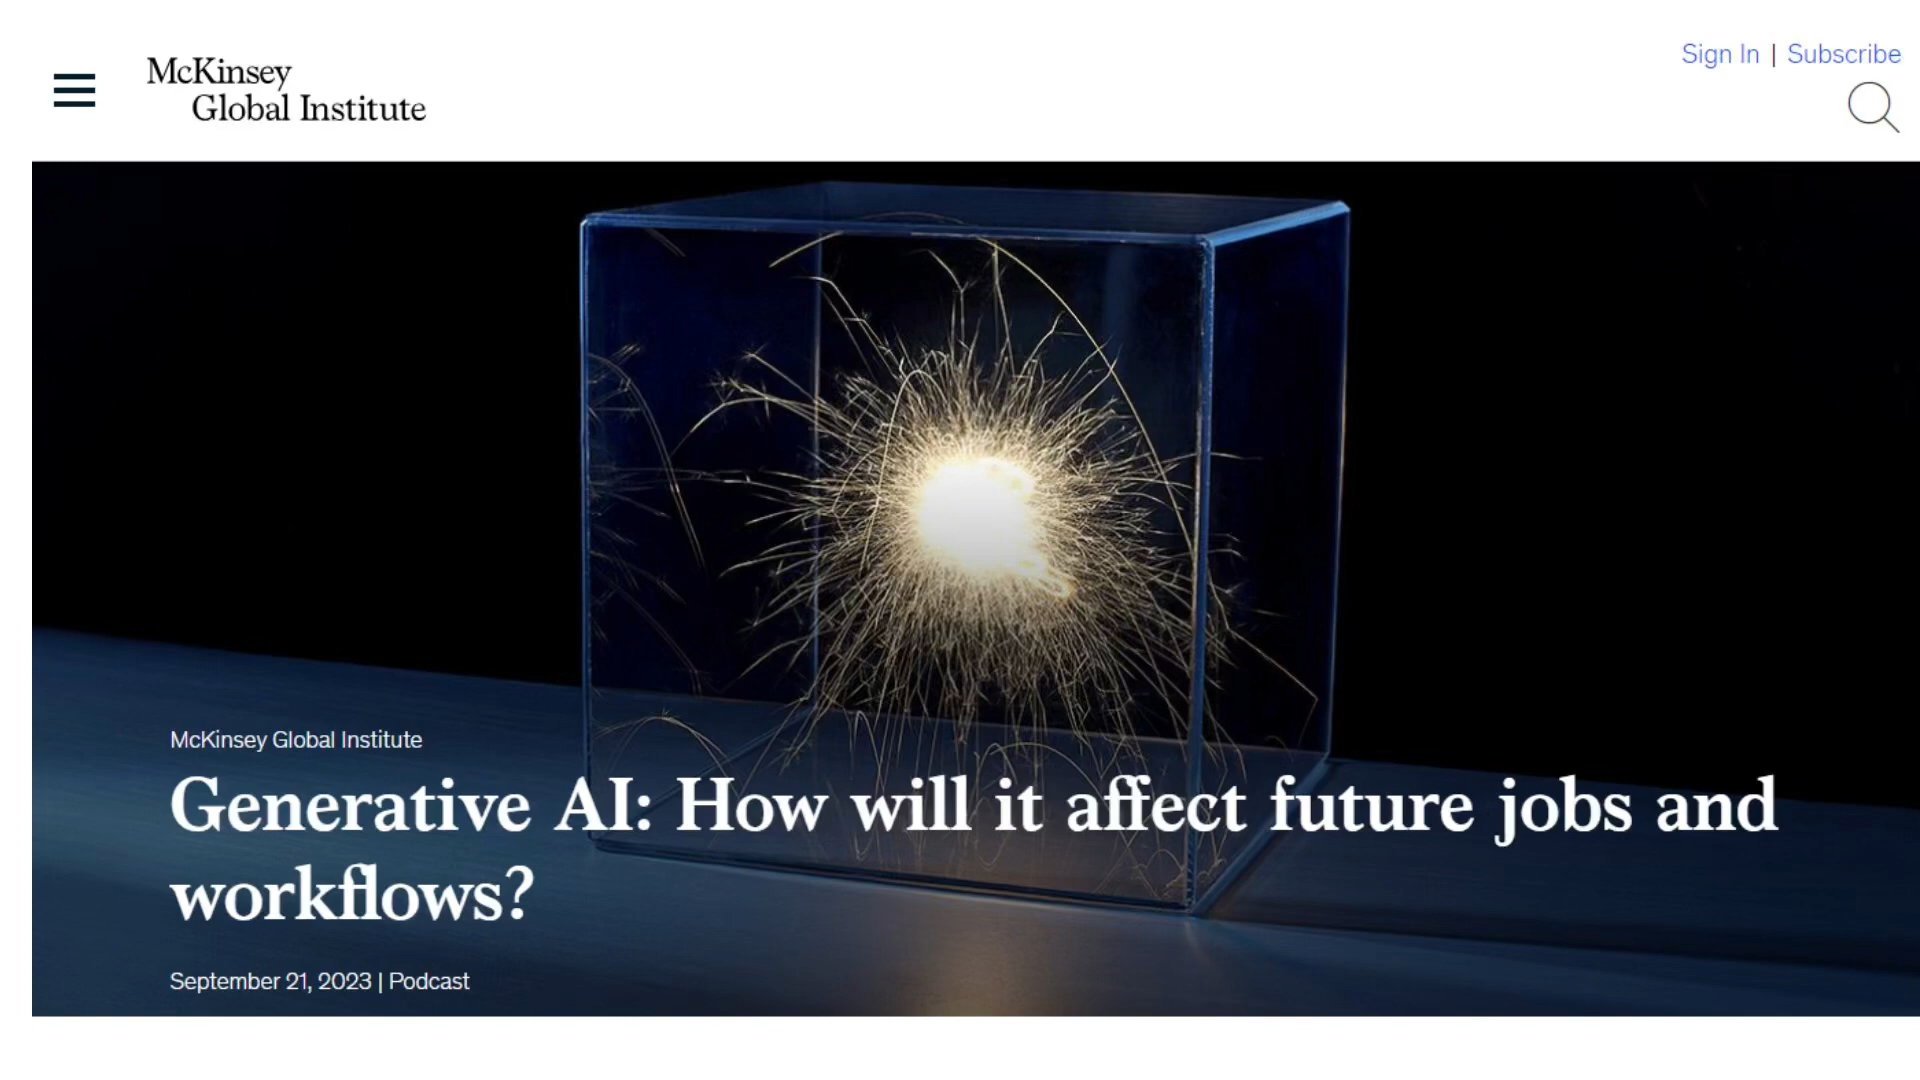 McKinsey
Global Institute
Sign In | Subscribe
McKinsey Global Institute
Generative AI: How will it affect future jobs and
workflows?
September 21, 2023 | Podcast